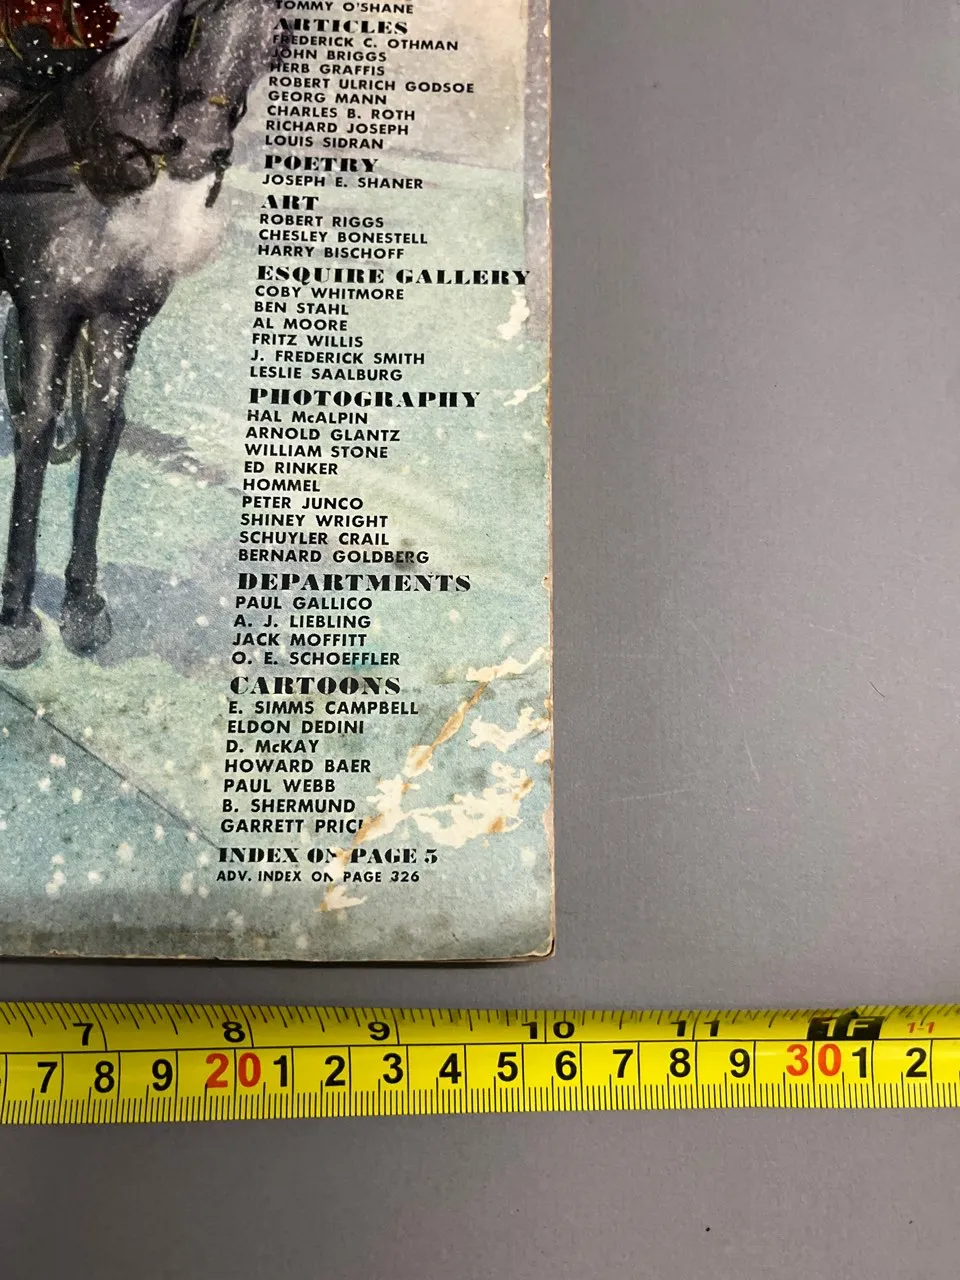 TOMMY O'SHANE
ARTICLES
FREDERICK C. OTHMAN
JOHN BRIGGS
HERB GRAFFIS
ROBERT ULRICH GODSOE
GEORG MANN
CHARLES B. ROTH
RICHARD JOSEPH
LOUIS SIDRAN
POETRY
JOSEPH E. SHANER
ART
ROBERT RIGGS
CHESLEY BONESTELL
HARRY BISCHOFF
ESQUIRE GALLERY
COBY WHITMORE
BEN STAHL
AL MOORE
FRITZ WILLIS
J. FREDERICK SMITH
LESLIE SAALBURG
PHOTOGRAPHY
HAL McALPIN
ARNOLD GLANTZ
WILLIAM STONE
ED RINKER
HOMMEL
PETER JUNCO
SHINEY WRIGHT
SCHUYLER CRAIL
BERNARD GOLDBERG
DEPARTMENTS
PAUL GALLICO
A. J. LIEBLING
JACK MOFFITT
O. E. SCHOEFFLER
CARTOONS
E. SIMMS CAMPBELL
ELDON DEDINI
D. McKAY
HOWARD BAER
PAUL WEBB
B. SHERMUND
GARRETT PRIC
INDEX ON PAGE 5
ADV. INDEX ON PAGE 326
7 8 9 10 11 1F 1-1
7 8 9 20 1 2 3 4 5 6 7 8 9 30 1 2